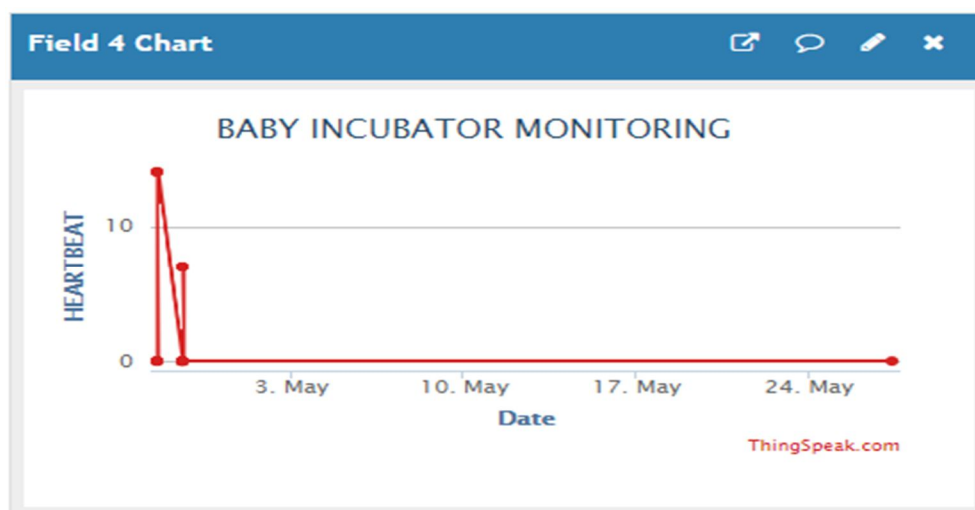 Field 4 Chart
BABY INCUBATOR MONITORING
HEARTBEAT
10
0
3. May 10. May 17. May 24. May
Date
ThingSpeak.com